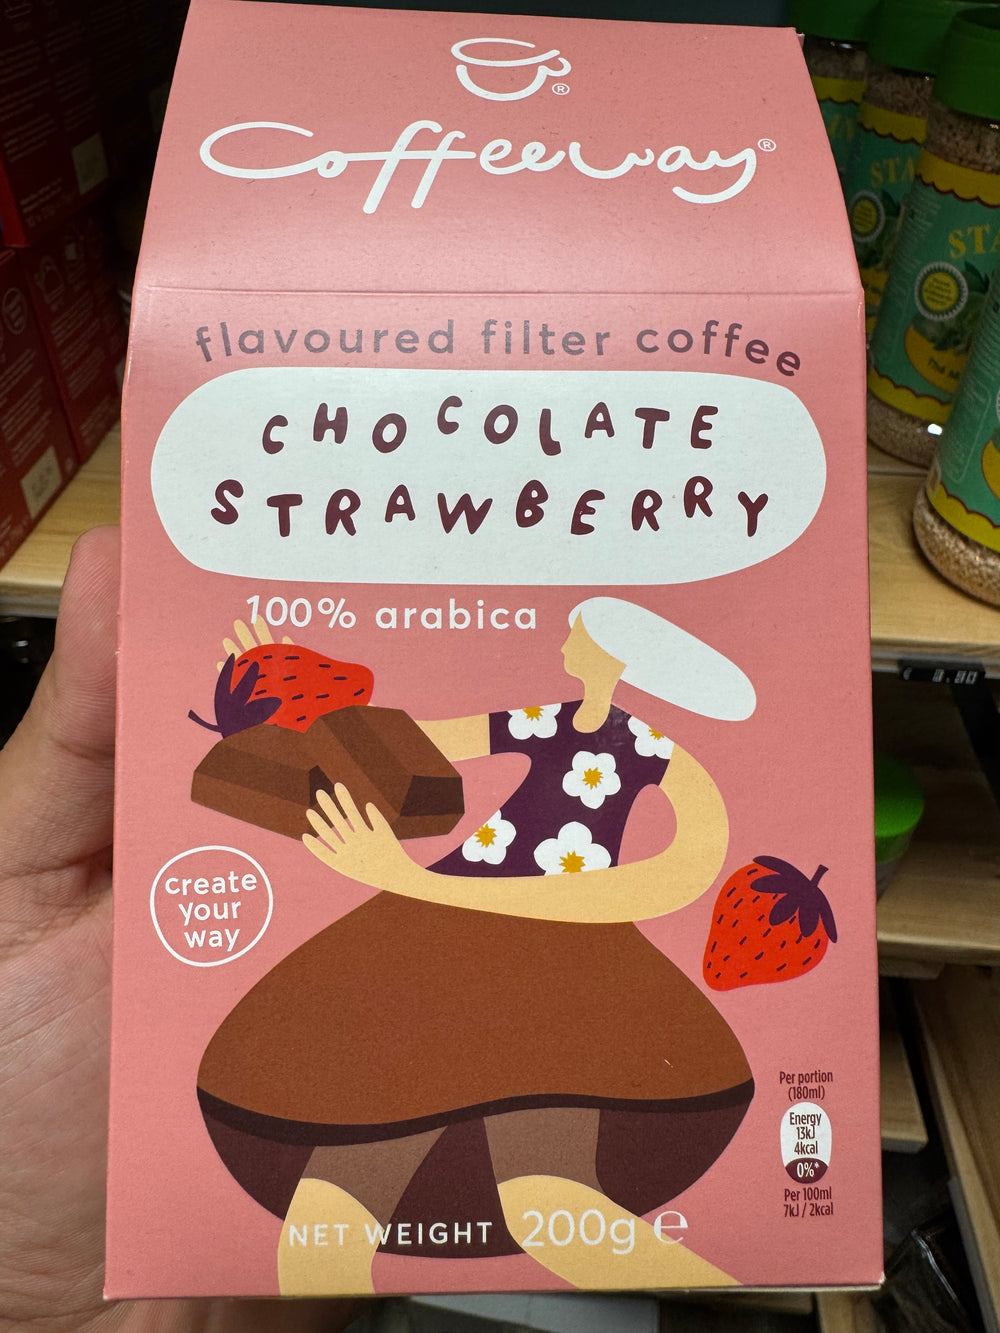 Coffeeway®
flavoured filter coffee
CHOCOLATE
STRAWBERRY
100% arabica
create
your
way
Per portion
(180ml)
Energy
13kJ
4kcal
0%*
Per 100ml
7kJ / 2kcal
NET WEIGHT 200g ℮